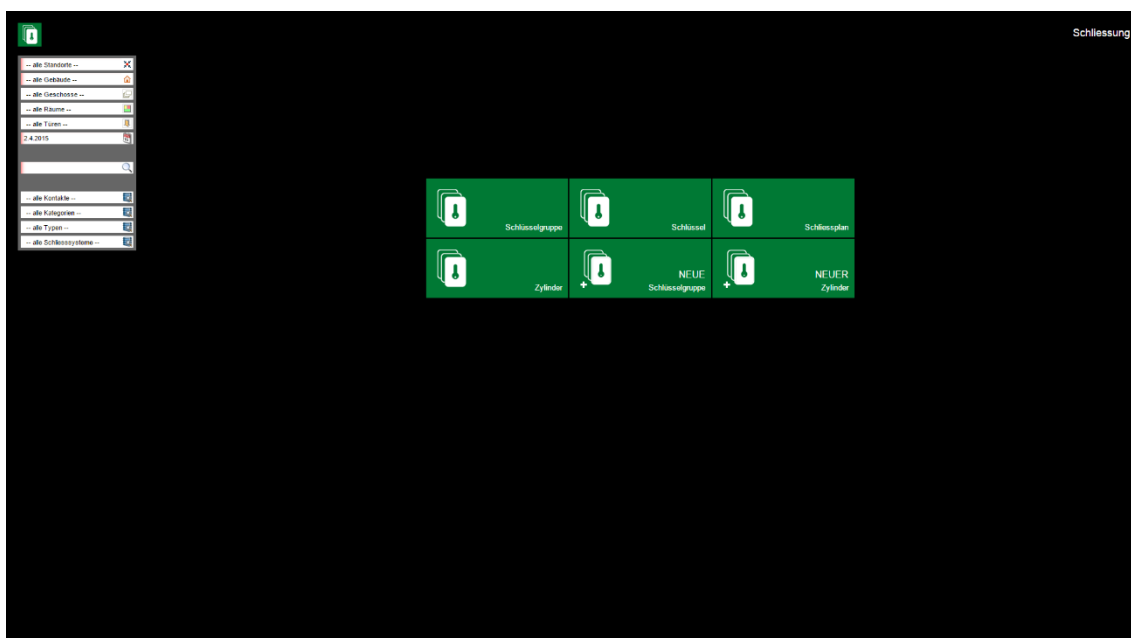 Schliessung
-- alle Standorte --
-- alle Gebäude --
-- alle Geschosse --
-- alle Räume --
-- alle Türen --
2.4.2015
-- alle Kontakte --
-- alle Kategorien --
-- alle Typen --
-- alle Schliesssysteme --
Schlüsselgruppe
Schlüssel
Schliessplan
Zylinder
NEUE
Schlüsselgruppe
NEUER
Zylinder